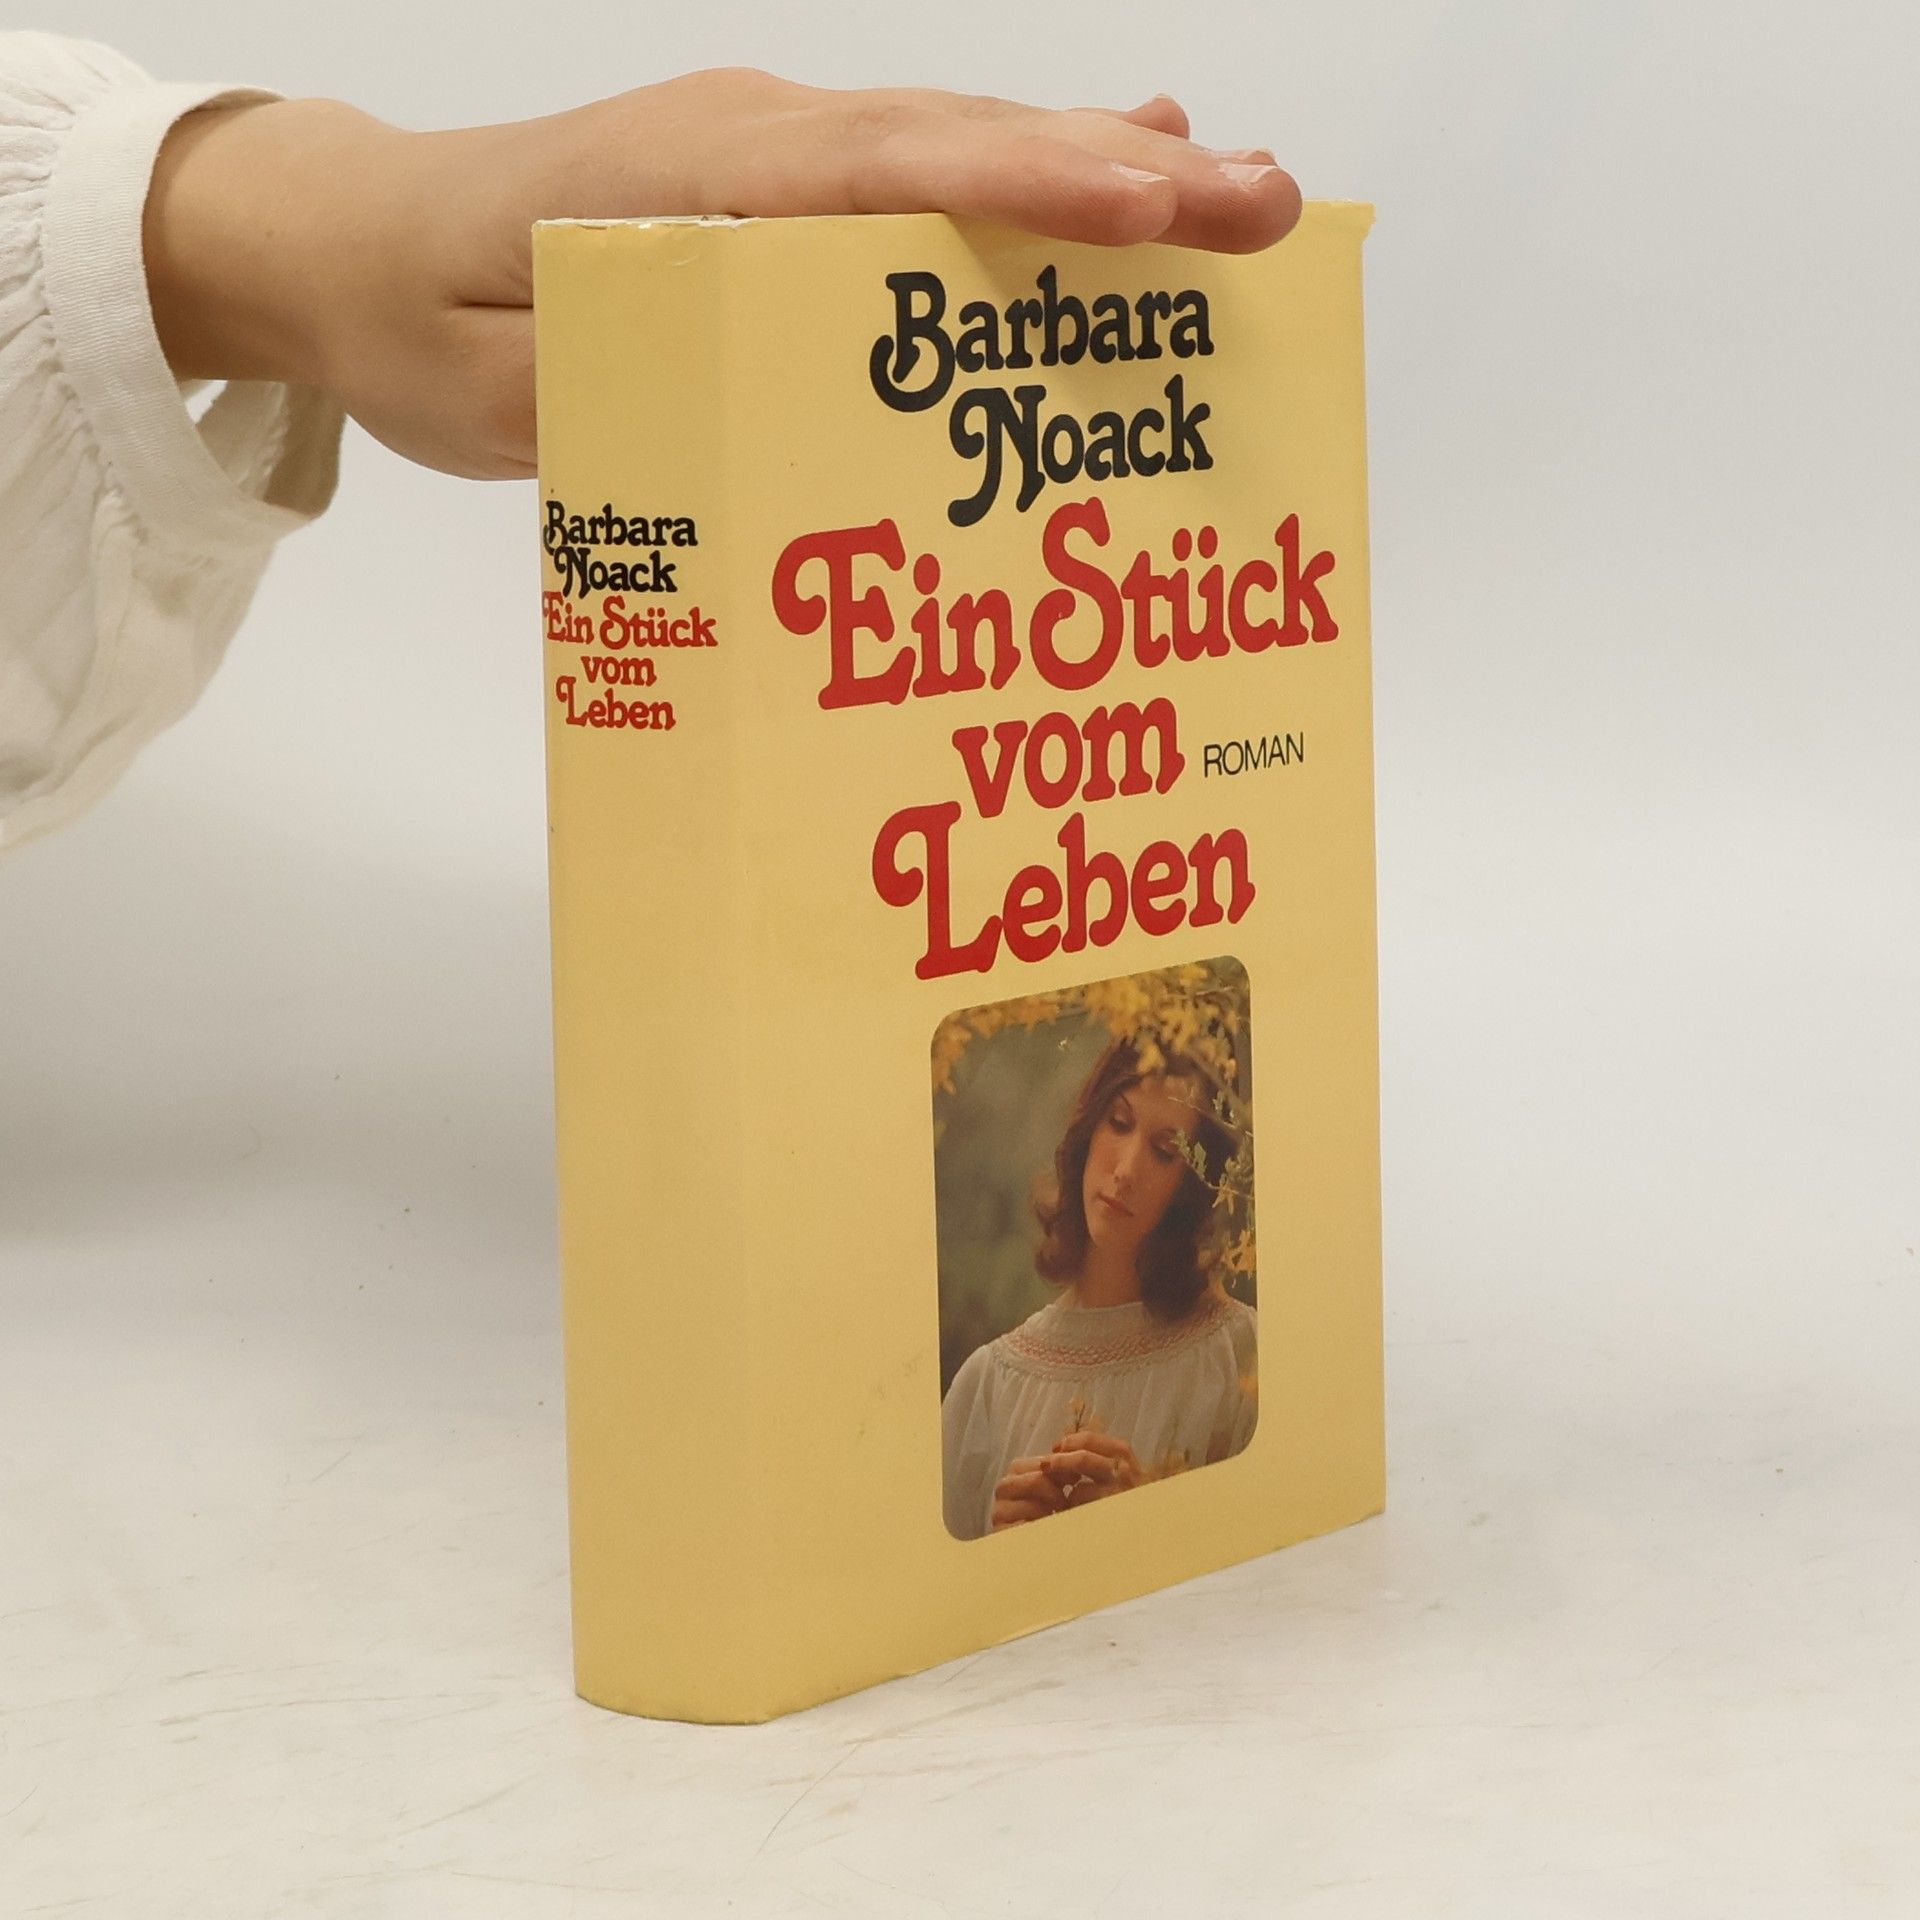 Barbara
Noack
Ein Stück
vom
Leben
Barbara
Noack
Ein Stück
vom
ROMAN
Leben